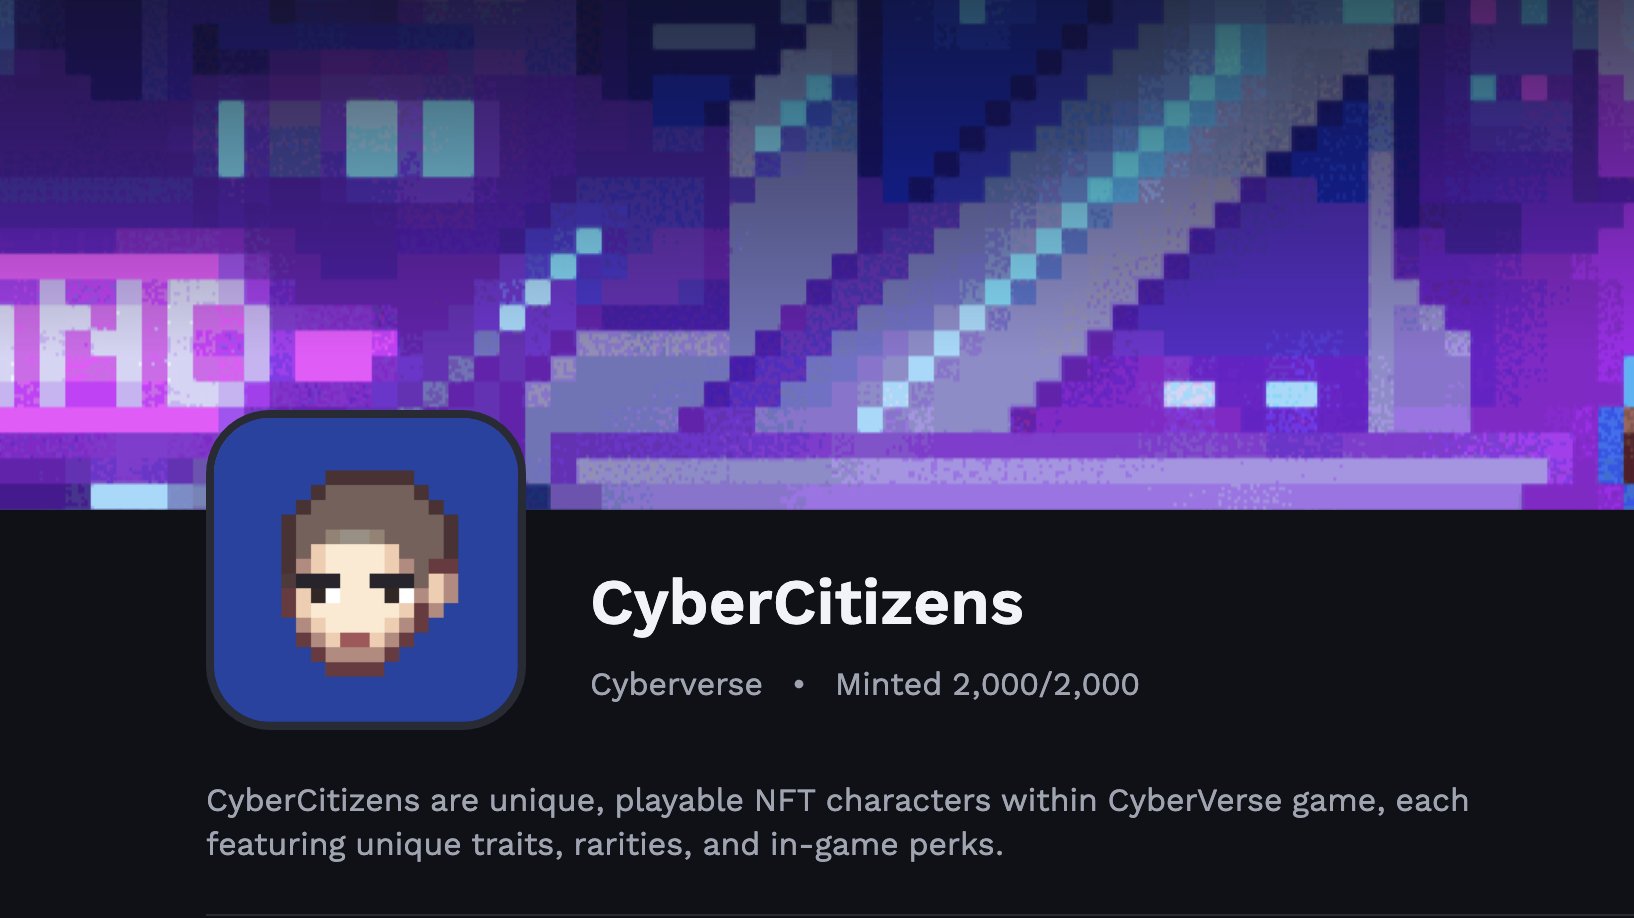 INO
CyberCitizens
Cyberverse • Minted 2,000/2,000
CyberCitizens are unique, playable NFT characters within CyberVerse game, each
featuring unique traits, rarities, and in-game perks.